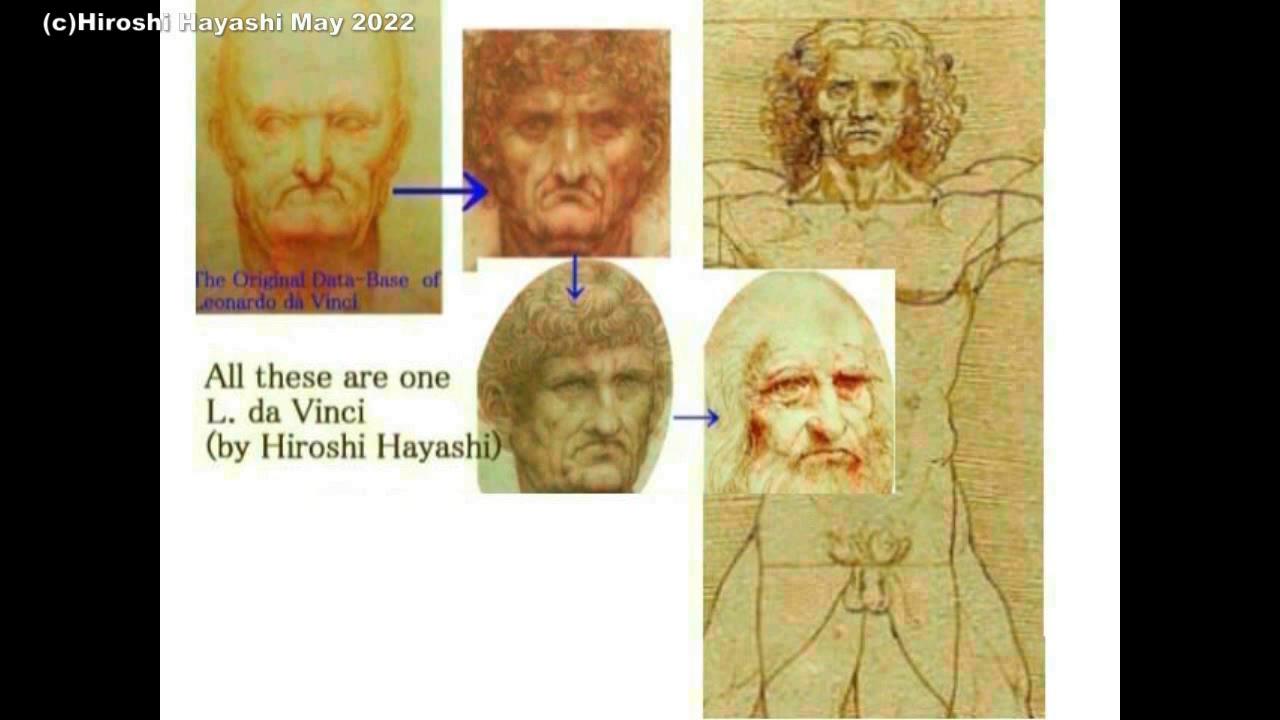 (c)Hiroshi Hayashi May 2022
The Original Data-Base of
Leonardo da Vinci
All these are one
L. da Vinci
(by Hiroshi Hayashi)